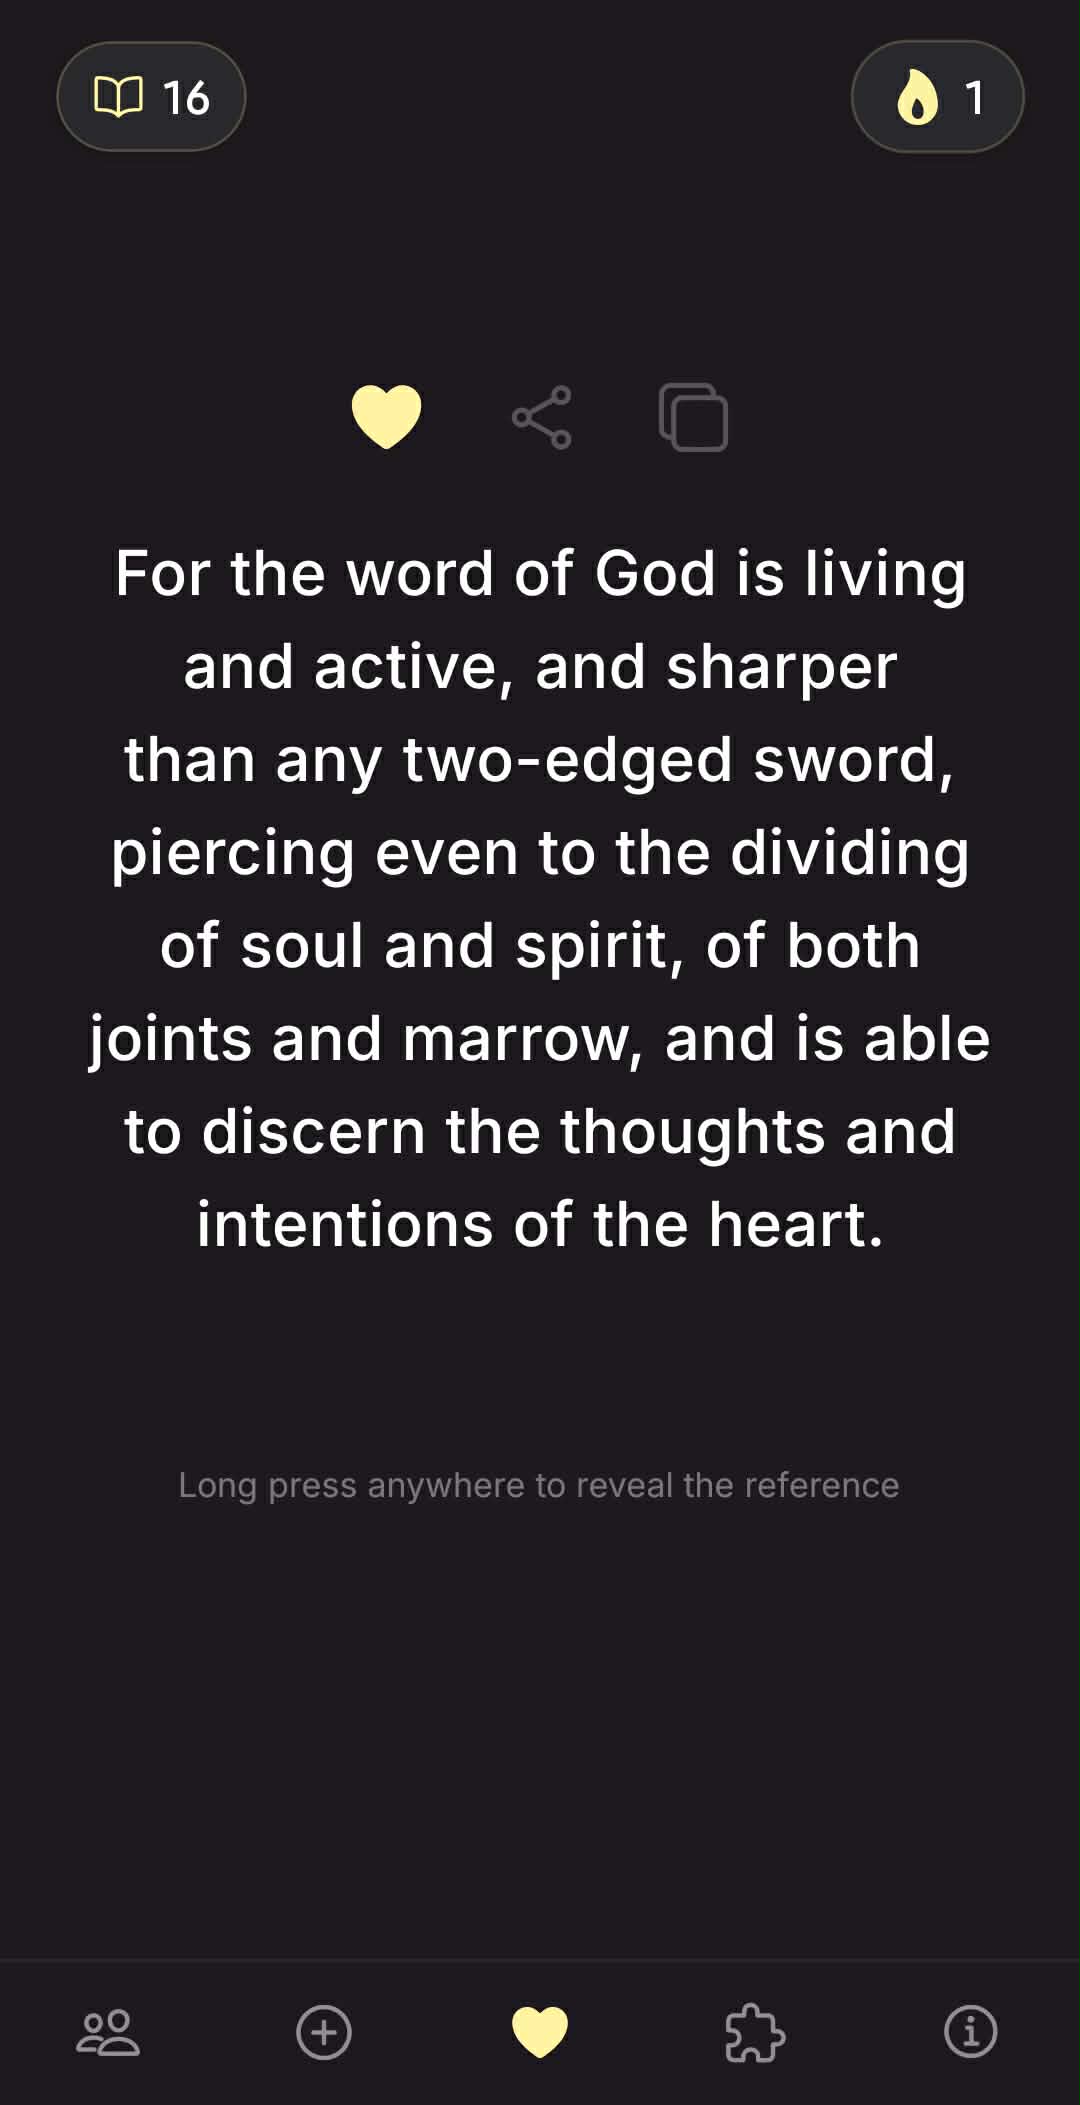 16
1
For the word of God is living
and active, and sharper
than any two-edged sword,
piercing even to the dividing
of soul and spirit, of both
joints and marrow, and is able
to discern the thoughts and
intentions of the heart.
Long press anywhere to reveal the reference